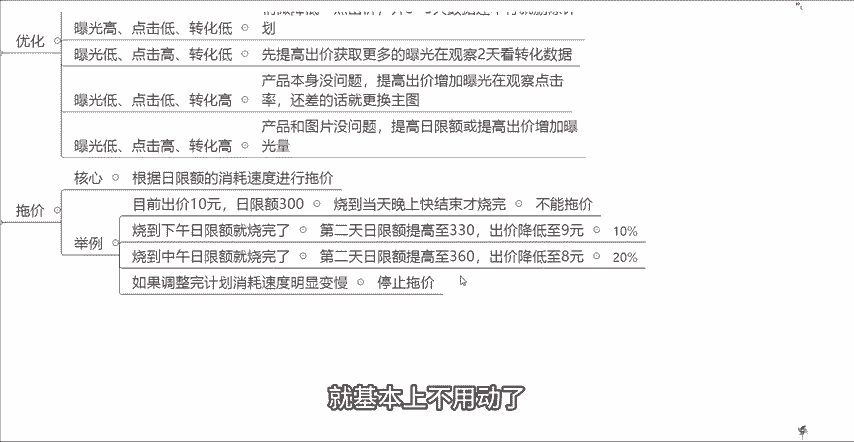 优化
曝光高、点击低、转化低
划
曝光低、点击高、转化低
先提高出价获取更多的曝光在观察2天看转化数据
曝光低、点击低、转化高
产品本身没问题，提高出价增加曝光在观察点击
率，还差的话就更换主图
曝光低、点击高、转化高
产品和图片没问题，提高日限额或提高出价增加曝
光量
拖价
核心
根据日限额的消耗速度进行拖价
举例
目前出价10元，日限额300
烧到当天晚上快结束才烧完
不能拖价
烧到下午日限额就烧完了
第二天日限额提高至330，出价降低至9元
10%
烧到中午日限额就烧完了
第二天日限额提高至360，出价降低至8元
20%
如果调整完计划消耗速度明显变慢
停止拖价
就基本上不用动了